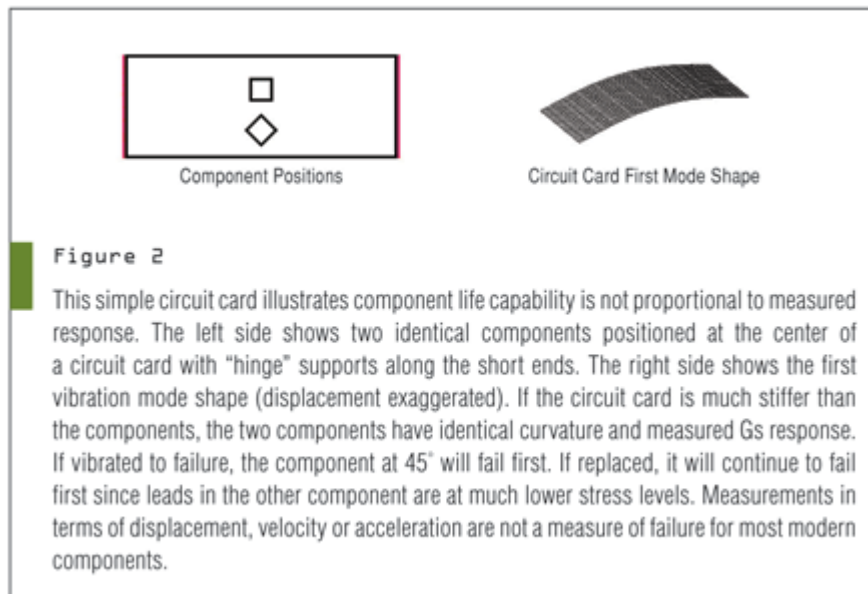 Component Positions
Circuit Card First Mode Shape
Figure 2
This simple circuit card illustrates component life capability is not proportional to measured
response. The left side shows two identical components positioned at the center of
a circuit card with “hinge” supports along the short ends. The right side shows the first
vibration mode shape (displacement exaggerated). If the circuit card is much stiffer than
the components, the two components have identical curvature and measured Gs response.
If vibrated to failure, the component at 45° will fail first. If replaced, it will continue to fail
first since leads in the other component are at much lower stress levels. Measurements in
terms of displacement, velocity or acceleration are not a measure of failure for most modern
components.